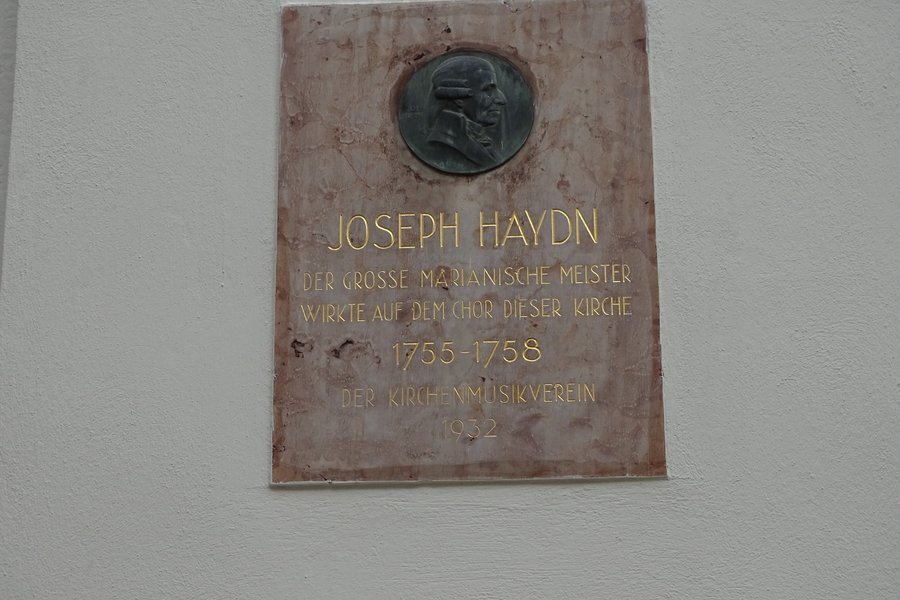 JOSEPH HAYDN
DER GROSSE MARIANISCHE MEISTER
WIRKTE AUF DEM CHOR DIESER KIRCHE
1755-1758
DER KIRCHENMUSIKVEREIN
1932